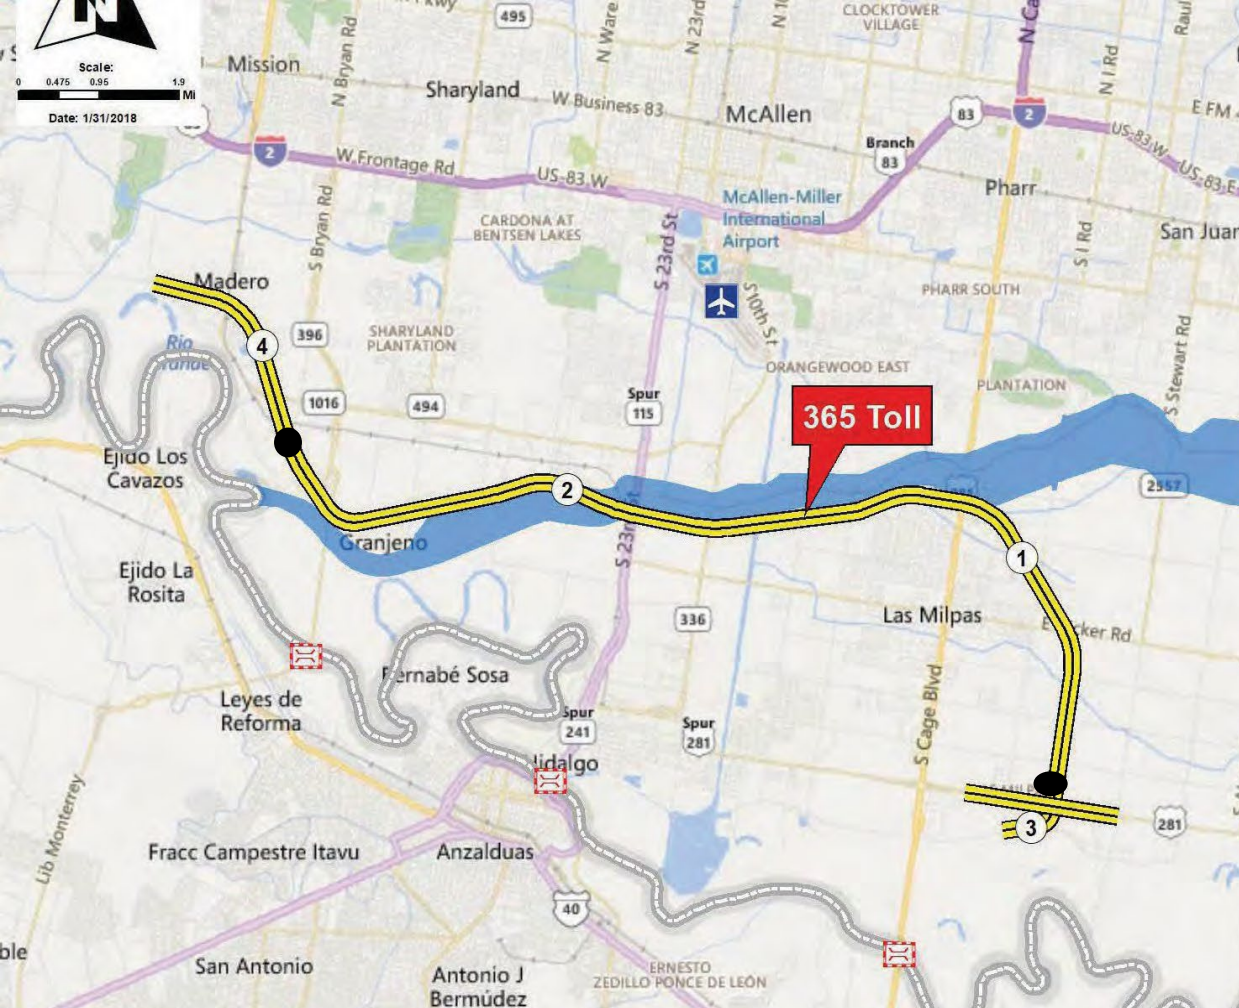 N
Scale:
0 0.475 0.95 1.9
Mi
Date: 1/31/2018
495
N Bryan Rd
N Ware
N 23rd
CLOCKTOWER
VILLAGE
N I Rd
Mission
Sharyland
W Business 83
McAllen
83
2
E FM
US-83 W
US-83 E
2
W Frontage Rd
US-83 W
Branch
83
Pharr
San Juan
S Bryan Rd
CARDONA AT
BENTSEN LAKES
S 23rd St
McAllen-Miller
International
Airport
S I Rd
Madero
S 10th St
PHARR SOUTH
Rio
396
4
SHARYLAND
PLANTATION
ORANGEWOOD EAST
PLANTATION
S Stewart Rd
1016
494
Spur
115
365 Toll
Ejido Los
Cavazos
2
2557
Granjeno
S 23rd St
1
Ejido La
Rosita
336
Las Milpas
Bernabé Sosa
Leyes de
Reforma
Spur
241
Spur
281
S Cage Blvd
Hidalgo
3
281
Lib Monterrey
Fracc Campestre Itavu
Anzalduas
40
San Antonio
Antonio J
Bermúdez
ERNESTO
ZEDILLO PONCE DE LEÓN